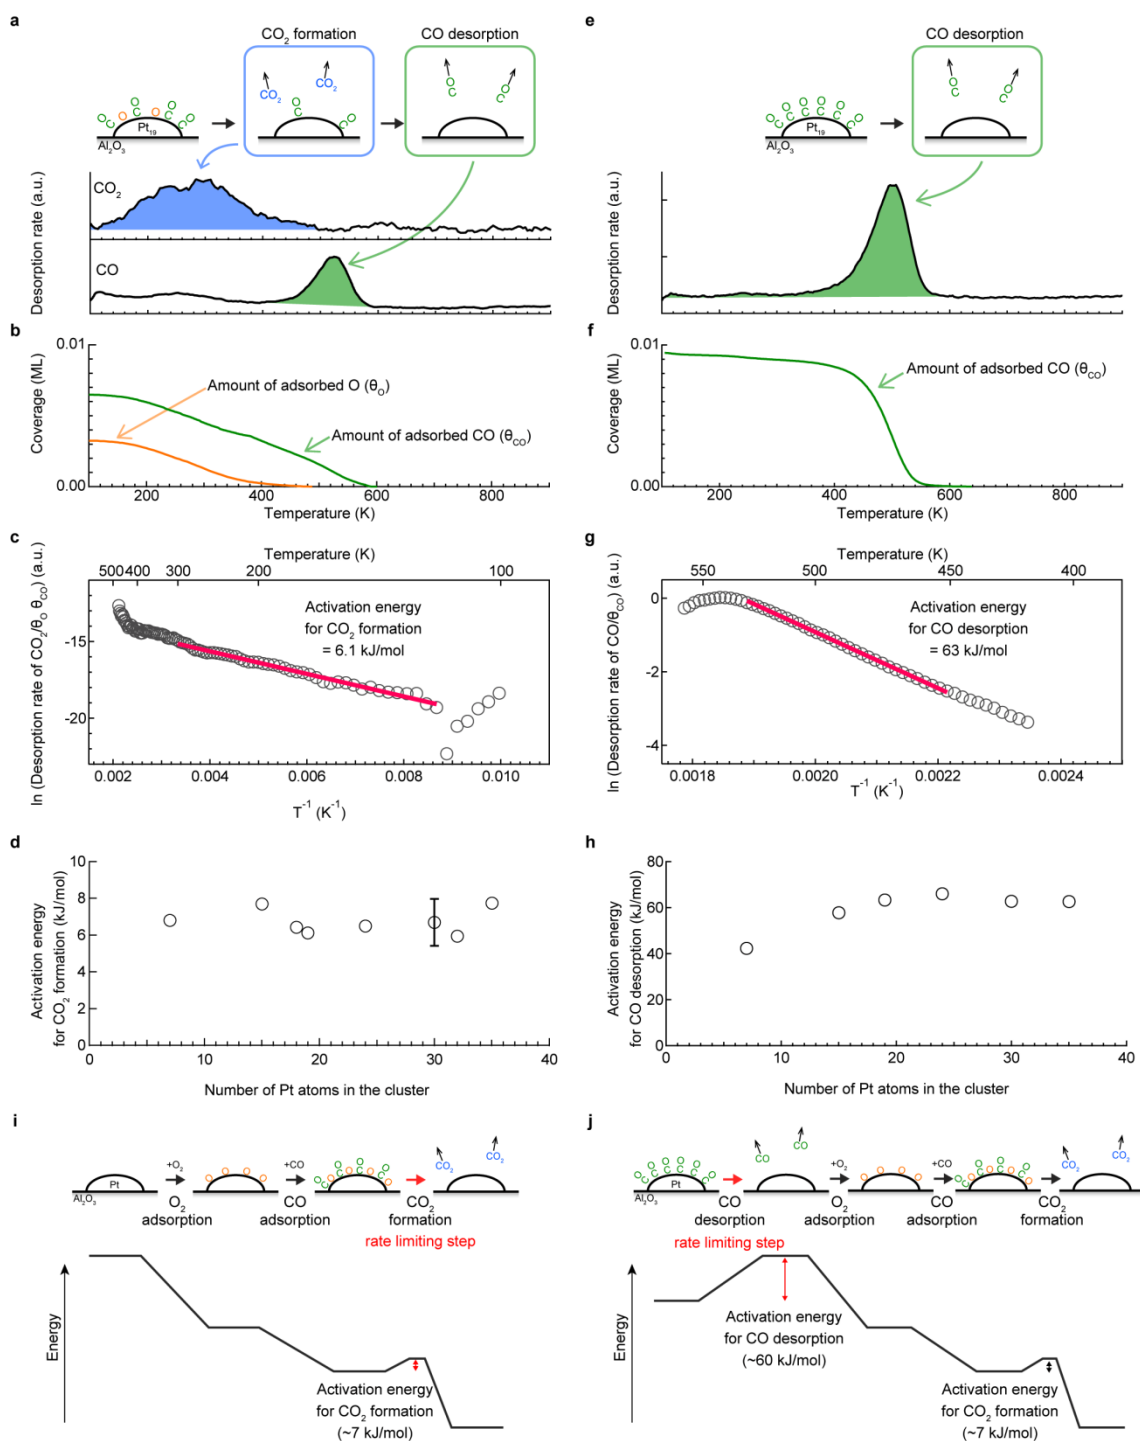 a
CO2 formation
CO desorption
CO2
CO2
O
C
C
O
O
C
O
C
O
O
C
O
C
O
O
C
C
O
Pt19
Al2O3
Desorption rate (a.u.)
CO2
CO
b
Coverage (ML)
0.01
0.00
Amount of adsorbed O (θO)
Amount of adsorbed CO (θCO)
200
400
600
800
Temperature (K)
c
Temperature (K)
500 400 300 200 100
ln (Desorption rate of CO2/θO θCO) (a.u.)
Activation energy
for CO2 formation
= 6.1 kJ/mol
-15
-20
0.002 0.004 0.006 0.008 0.010
T-1 (K-1)
d
Activation energy
for CO2 formation (kJ/mol)
10
8
6
4
2
0
0 10 20 30 40
Number of Pt atoms in the cluster
e
CO desorption
O
C
C
O
Pt19
Al2O3
Desorption rate (a.u.)
f
Coverage (ML)
0.01
0.00
Amount of adsorbed CO (θCO)
200 400 600 800
Temperature (K)
g
Temperature (K)
550 500 450 400
ln (Desorption rate of CO/θCO) (a.u.)
Activation energy
for CO desorption
= 63 kJ/mol
0
-2
-4
0.0018 0.0020 0.0022 0.0024
T-1 (K-1)
h
Activation energy
for CO desorption (kJ/mol)
80
60
40
20
0
0 10 20 30 40
Number of Pt atoms in the cluster
i
Pt
Al2O3
+O2
O2
adsorption
+CO
CO
adsorption
CO2
formation
CO2
CO2
rate limiting step
Energy
Activation energy
for CO2 formation
(~7 kJ/mol)
j
Pt
Al2O3
CO
desorption
CO
CO
+O2
O2
adsorption
+CO
CO
adsorption
CO2
formation
CO2
CO2
rate limiting step
Energy
Activation energy
for CO desorption
(~60 kJ/mol)
Activation energy
for CO2 formation
(~7 kJ/mol)